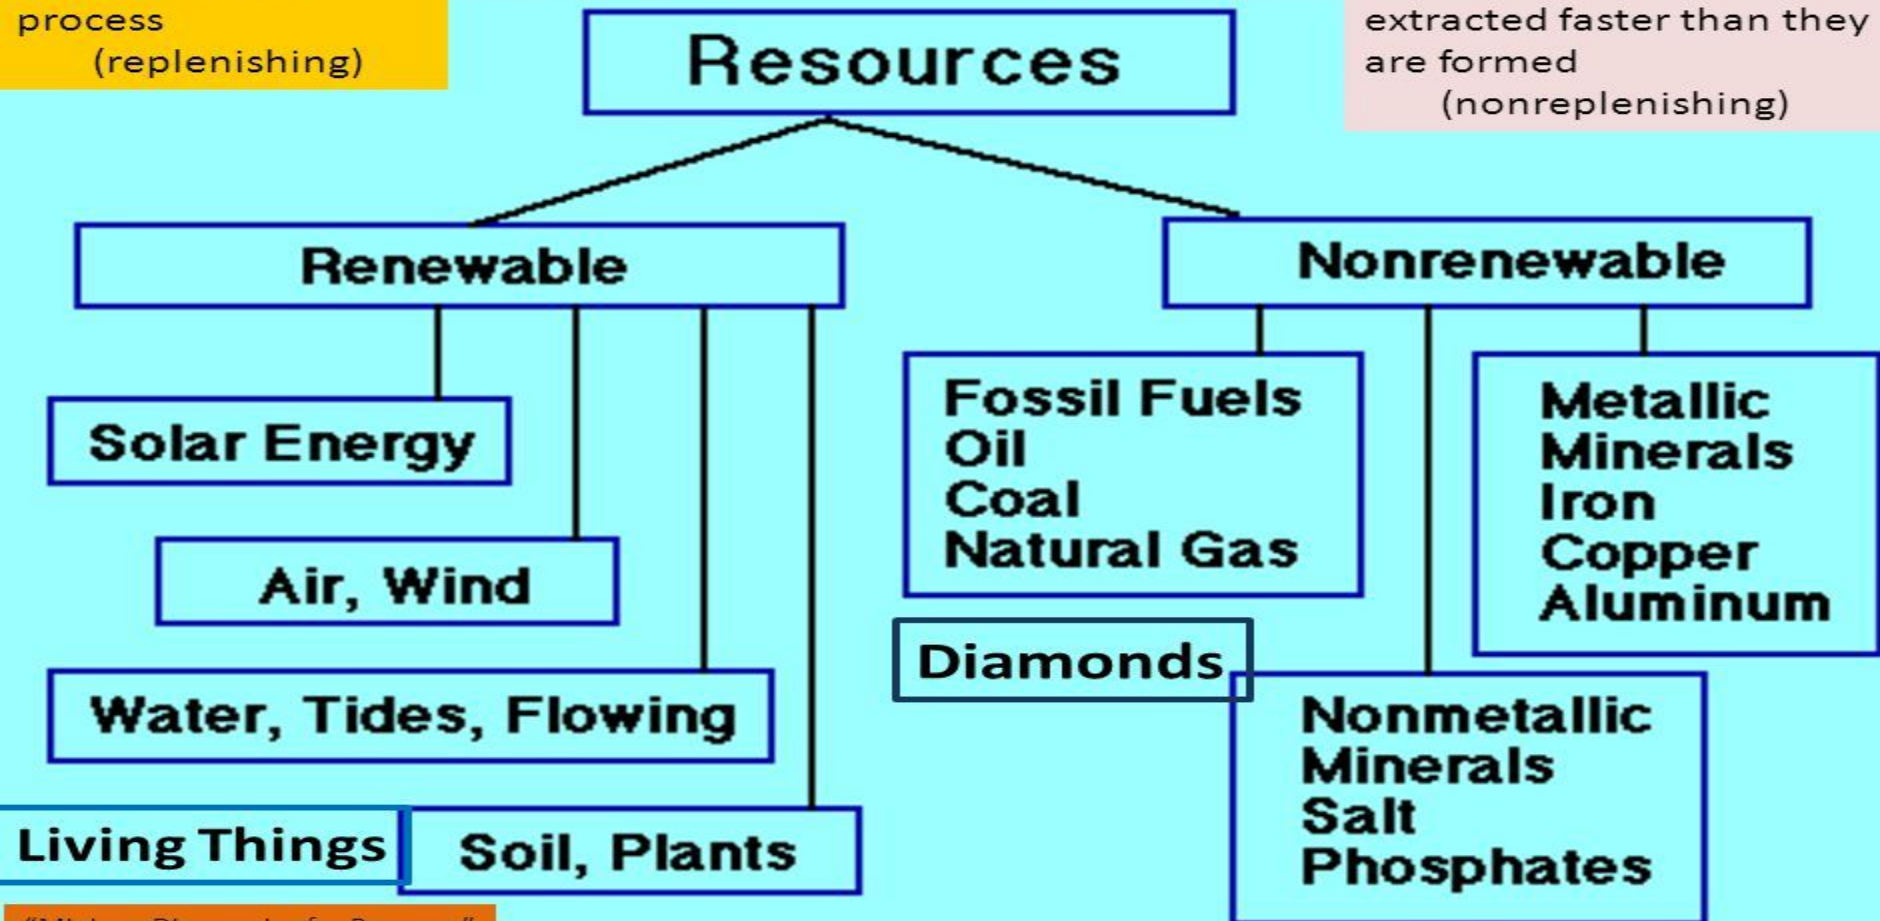 process
(replenishing)
Resources
extracted faster than they
are formed
(nonreplenishing)
Renewable
Nonrenewable
Solar Energy
Air, Wind
Water, Tides, Flowing
Living Things
Soil, Plants
Fossil Fuels
Oil
Coal
Natural Gas
Metallic
Minerals
Iron
Copper
Aluminum
Diamonds
Nonmetallic
Minerals
Salt
Phosphates